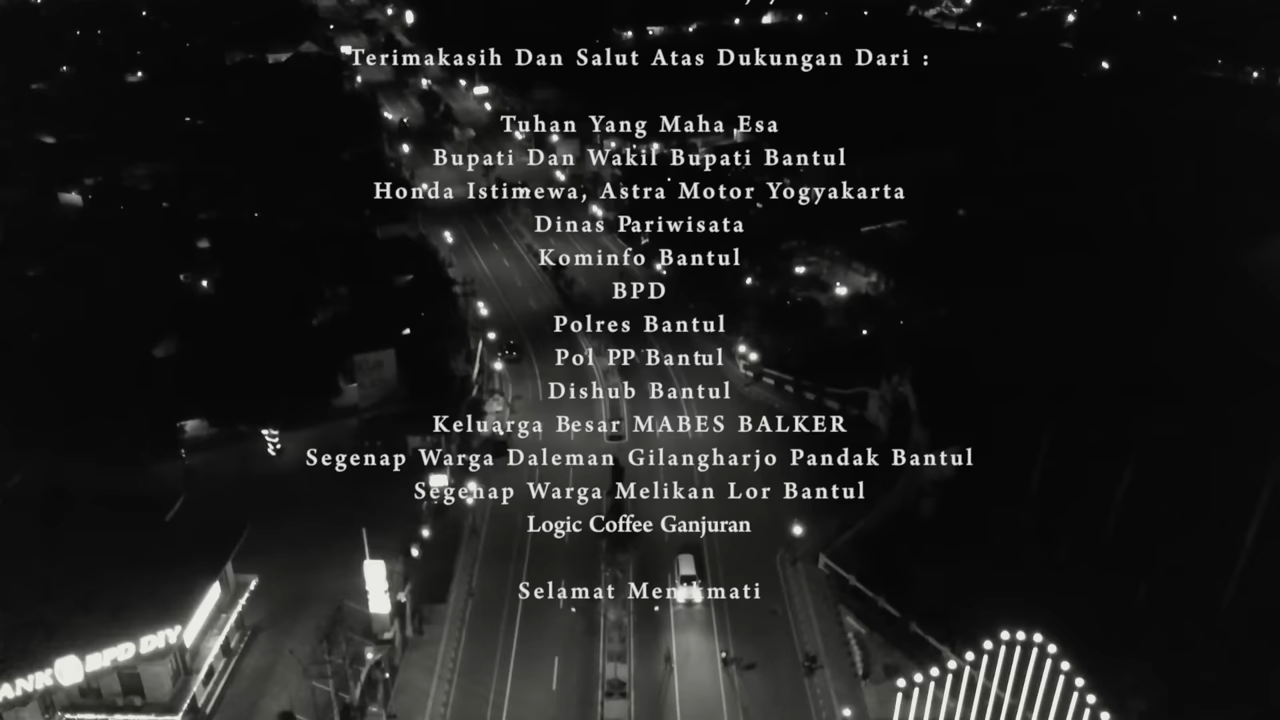 Terimakasih Dan Salut Atas Dukungan Dari :
Tuhan Yang Maha Esa
Bupati Dan Wakil Bupati Bantul
Honda Istimewa, Astra Motor Yogyakarta
Dinas Pariwisata
Kominfo Bantul
BPD
Polres Bantul
Pol PP Bantul
Dishub Bantul
Keluarga Besar MABES BALKER
Segenap Warga Daleman Gilangharjo Pandak Bantul
Segenap Warga Melikan Lor Bantul
Logic Coffee Ganjuran
Selamat Menikmati
ANK BPD DIY